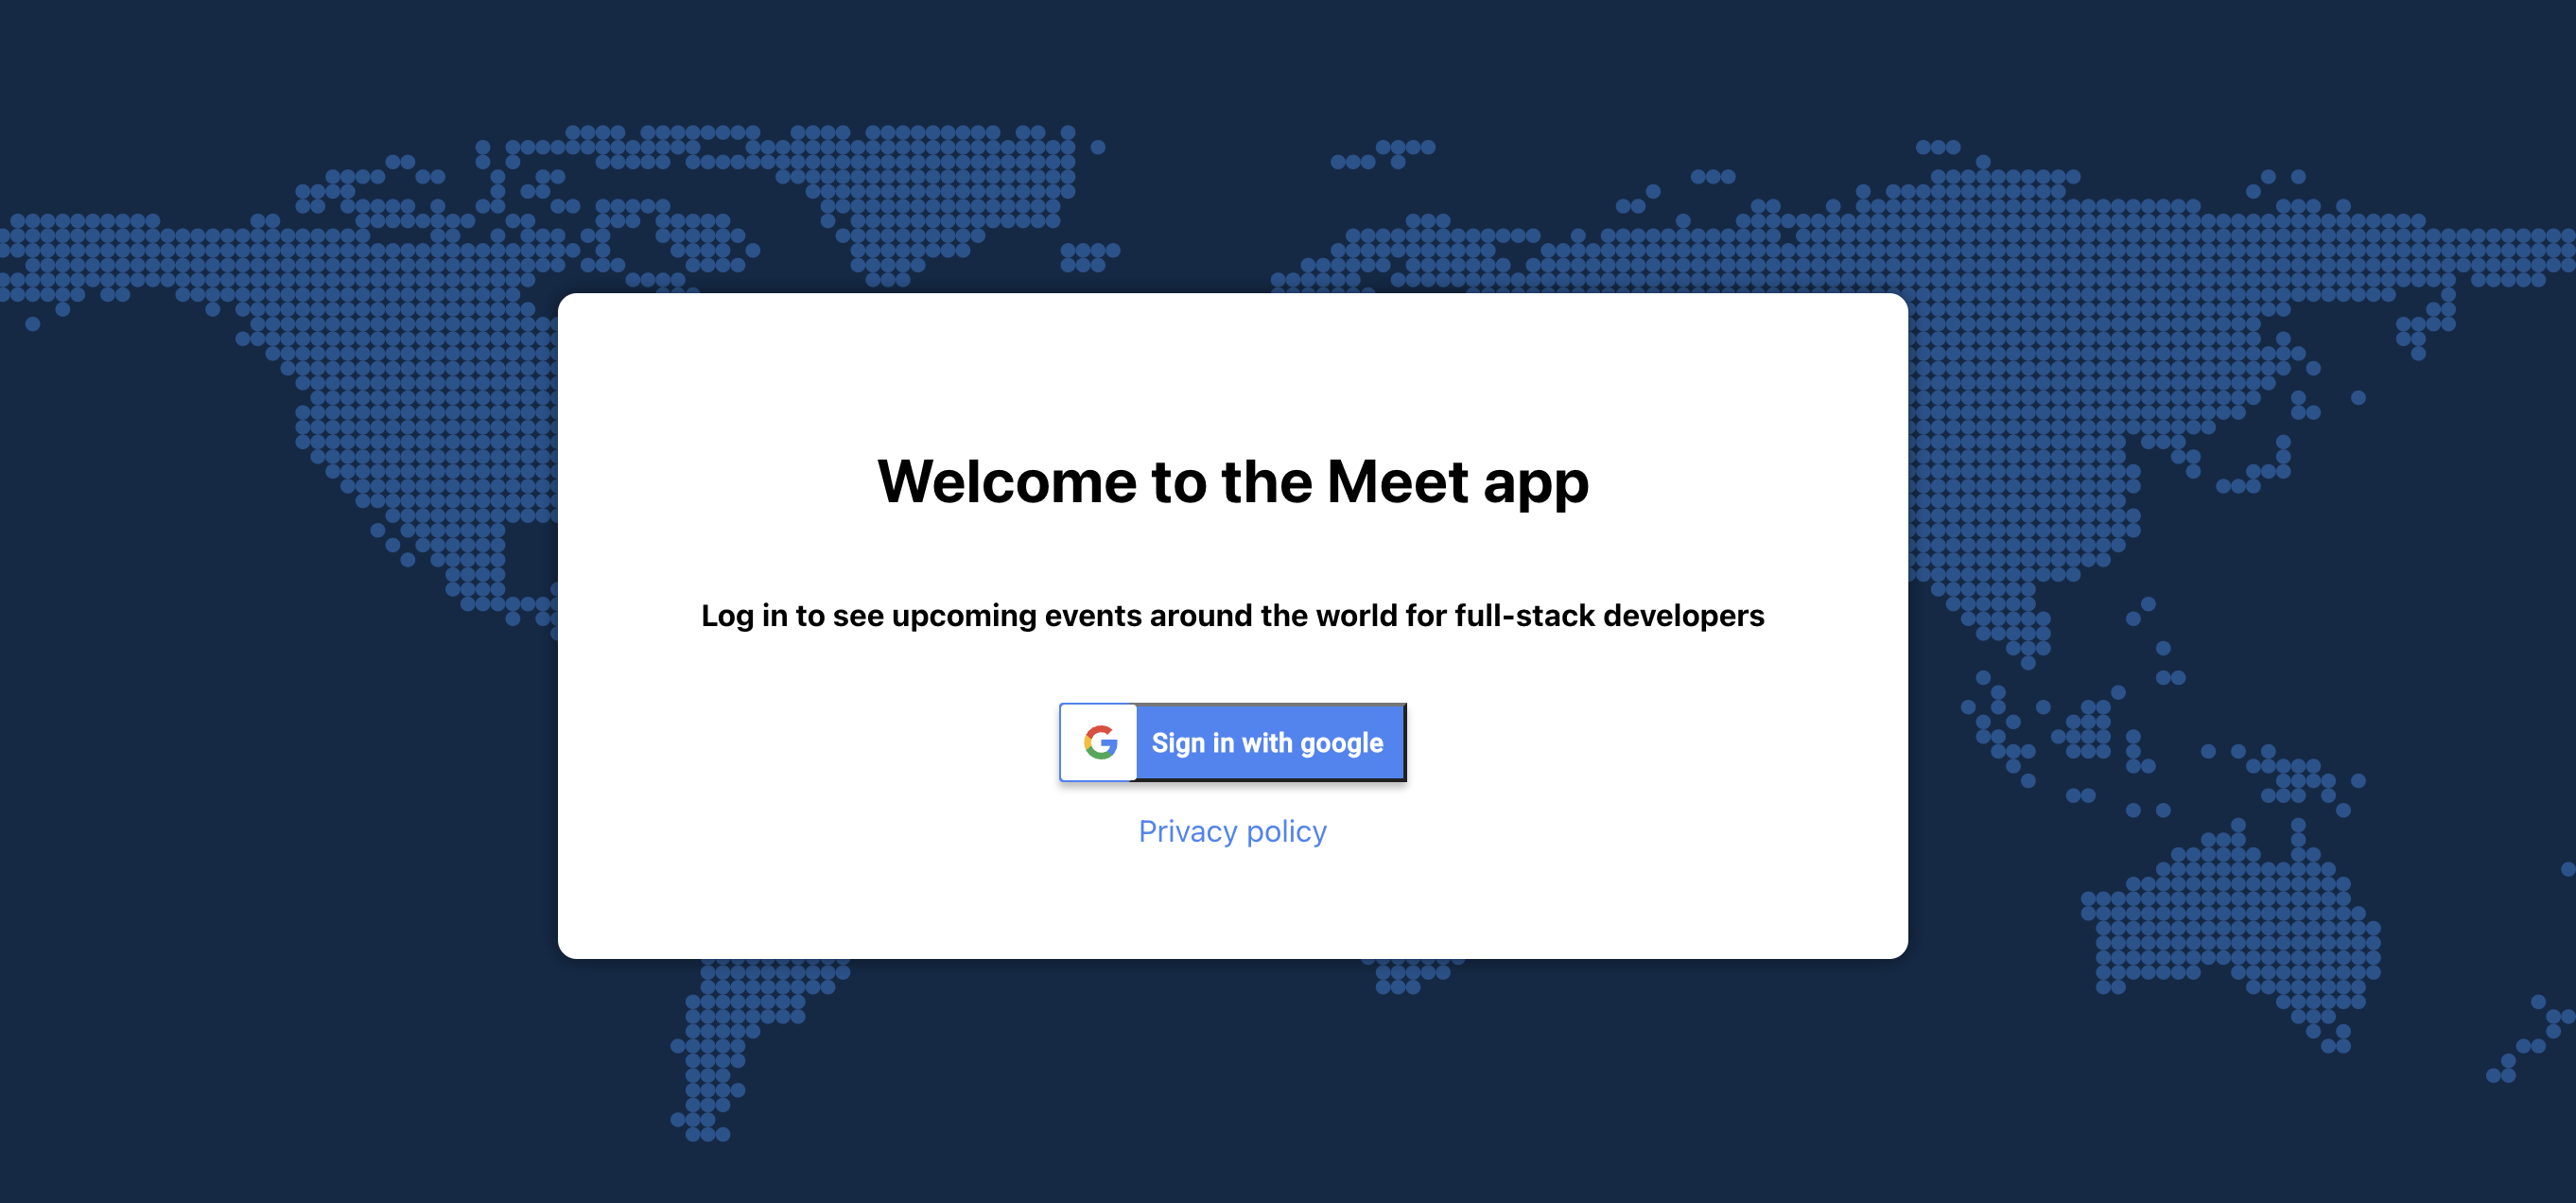 Welcome to the Meet app
Log in to see upcoming events around the world for full-stack developers
Sign in with google
Privacy policy